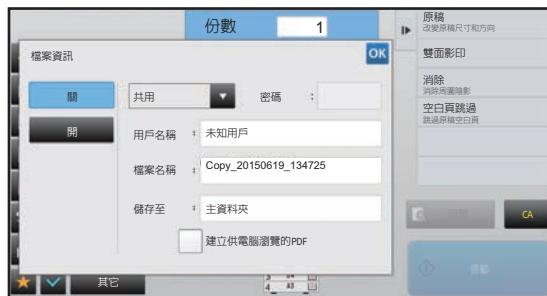 份數 1
原稿
改變原稿尺寸和方向
雙面影印
消除
消除周圍陰影
空白頁跳過
跳過原稿空白頁
檔案資訊 OK
關 共用 密碼 :
開 用戶名稱 : 未知用戶
檔案名稱 : Copy_20150619_134725
儲存至 : 主資料夾
建立供電腦瀏覽的PDF
CA
其它
4 A3